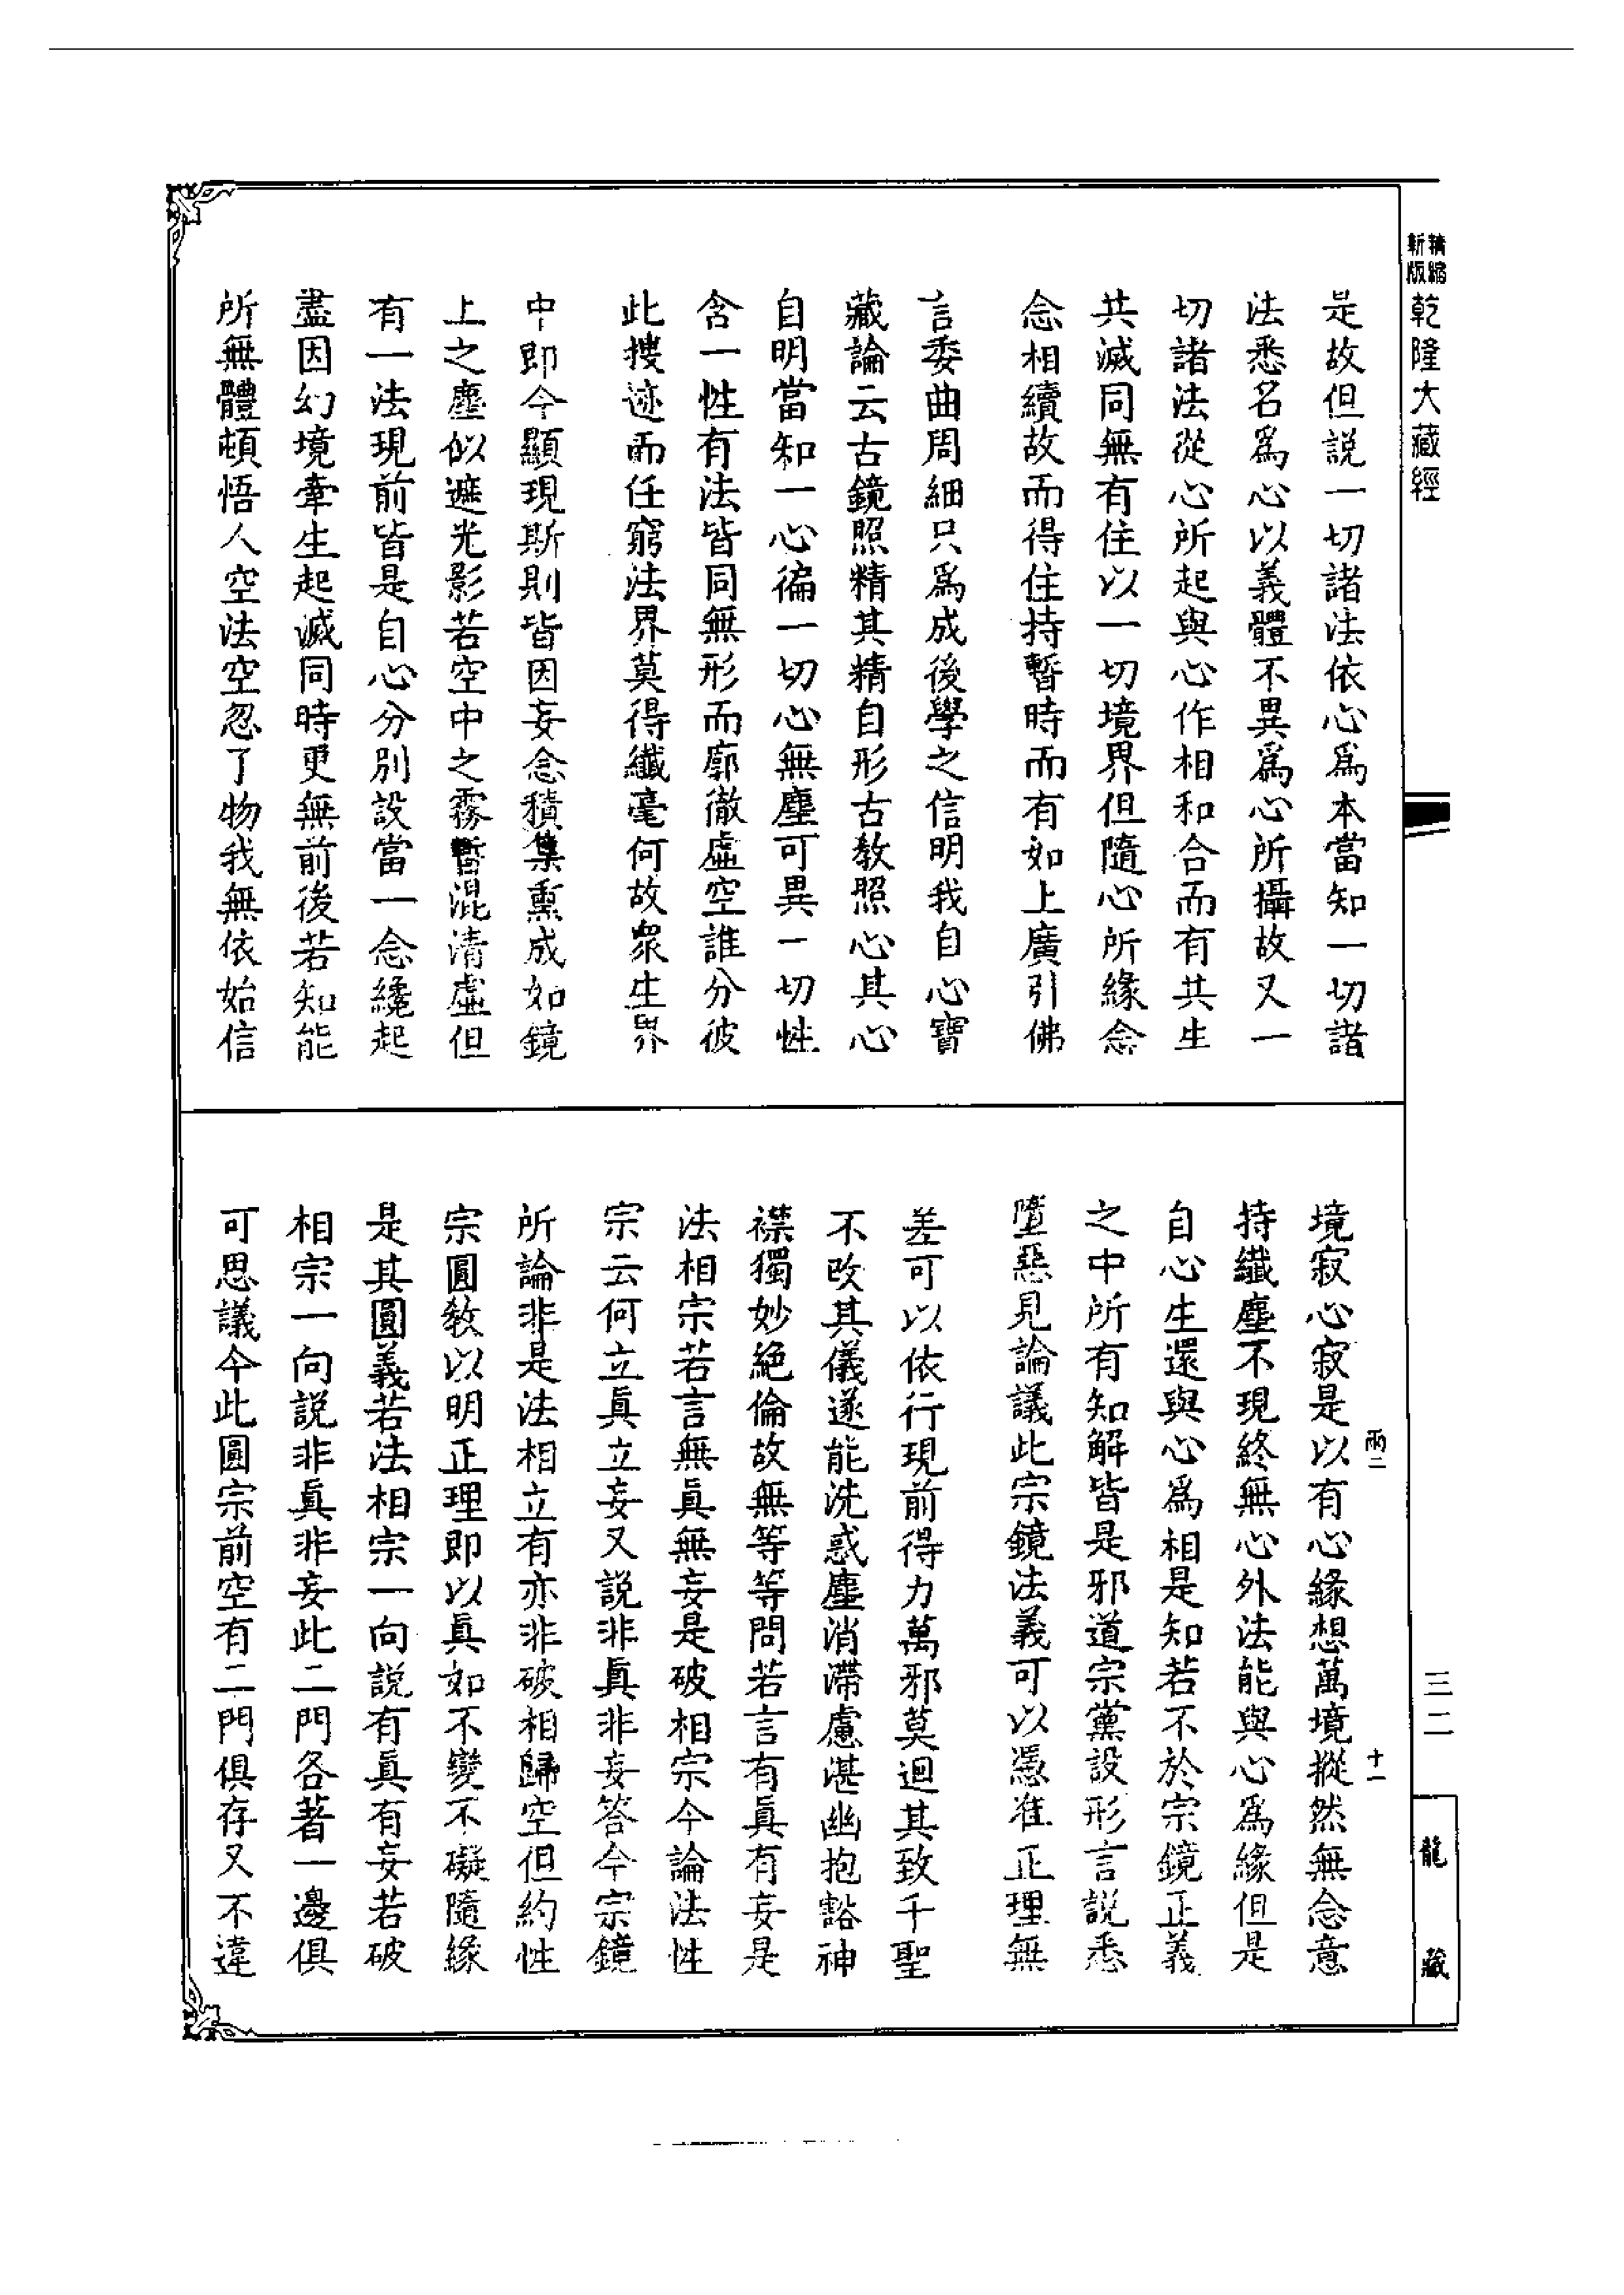 精縮
新版
乾隆大藏經
是故但説一切諸法依心爲本當知一切諸
法悉名爲心以義體不異爲心所攝故又一
切諸法從心所起與心作相和合而有共生
共滅同無有住以一切境界但隨心所緣念
念相續故而得住持暫時而有如上廣引佛
言委曲周細只爲成後學之信明我自心寶
藏論云古鏡照精其精自形古教照心其心
自明當知一心徧一切心無塵可異一切性
含一性有法皆同無形而廓徹虛空誰分彼
此捜迹而任窮法界莫得纖毫何故衆生界
中即今顯現斯則皆因妄念積集熏成如鏡
上之塵似遮光影若空中之霧暫混清虛但
有一法現前皆是自心分別設當一念纔起
盡因幻境牽生起滅同時更無前後若知能
所無體頓悟人空法空忽了物我無依始信
境寂心寂是以有心緣想萬境摐然無念意
持纖塵不現終無心外法能與心爲緣但是
自心生還與心爲相是知若不於宗鏡正義
之中所有知解皆是邪道宗黨設形言説悉
墮惡見論議此宗鏡法義可以憑准正理無
差可以依行現前得力萬邪莫迴其致千聖
不改其儀遂能洗惑塵消滯慮湛幽抱豁神
襟獨妙絕倫故無等等問若言有眞有妄是
法相宗若言無眞無妄是破相宗今論法性
宗云何立眞立妄又説非眞非妄答今宗鏡
所論非是法相立有亦非破相歸空但約性
宗圓教以明正理即以眞如不變不礙隨緣
是其圓義若法相宗一向説有眞有妄若破
相宗一向説非眞非妄此二門各著一邊俱
可思議今此圓宗前空有二門俱存又不違
雨二
十一
三二
龍藏